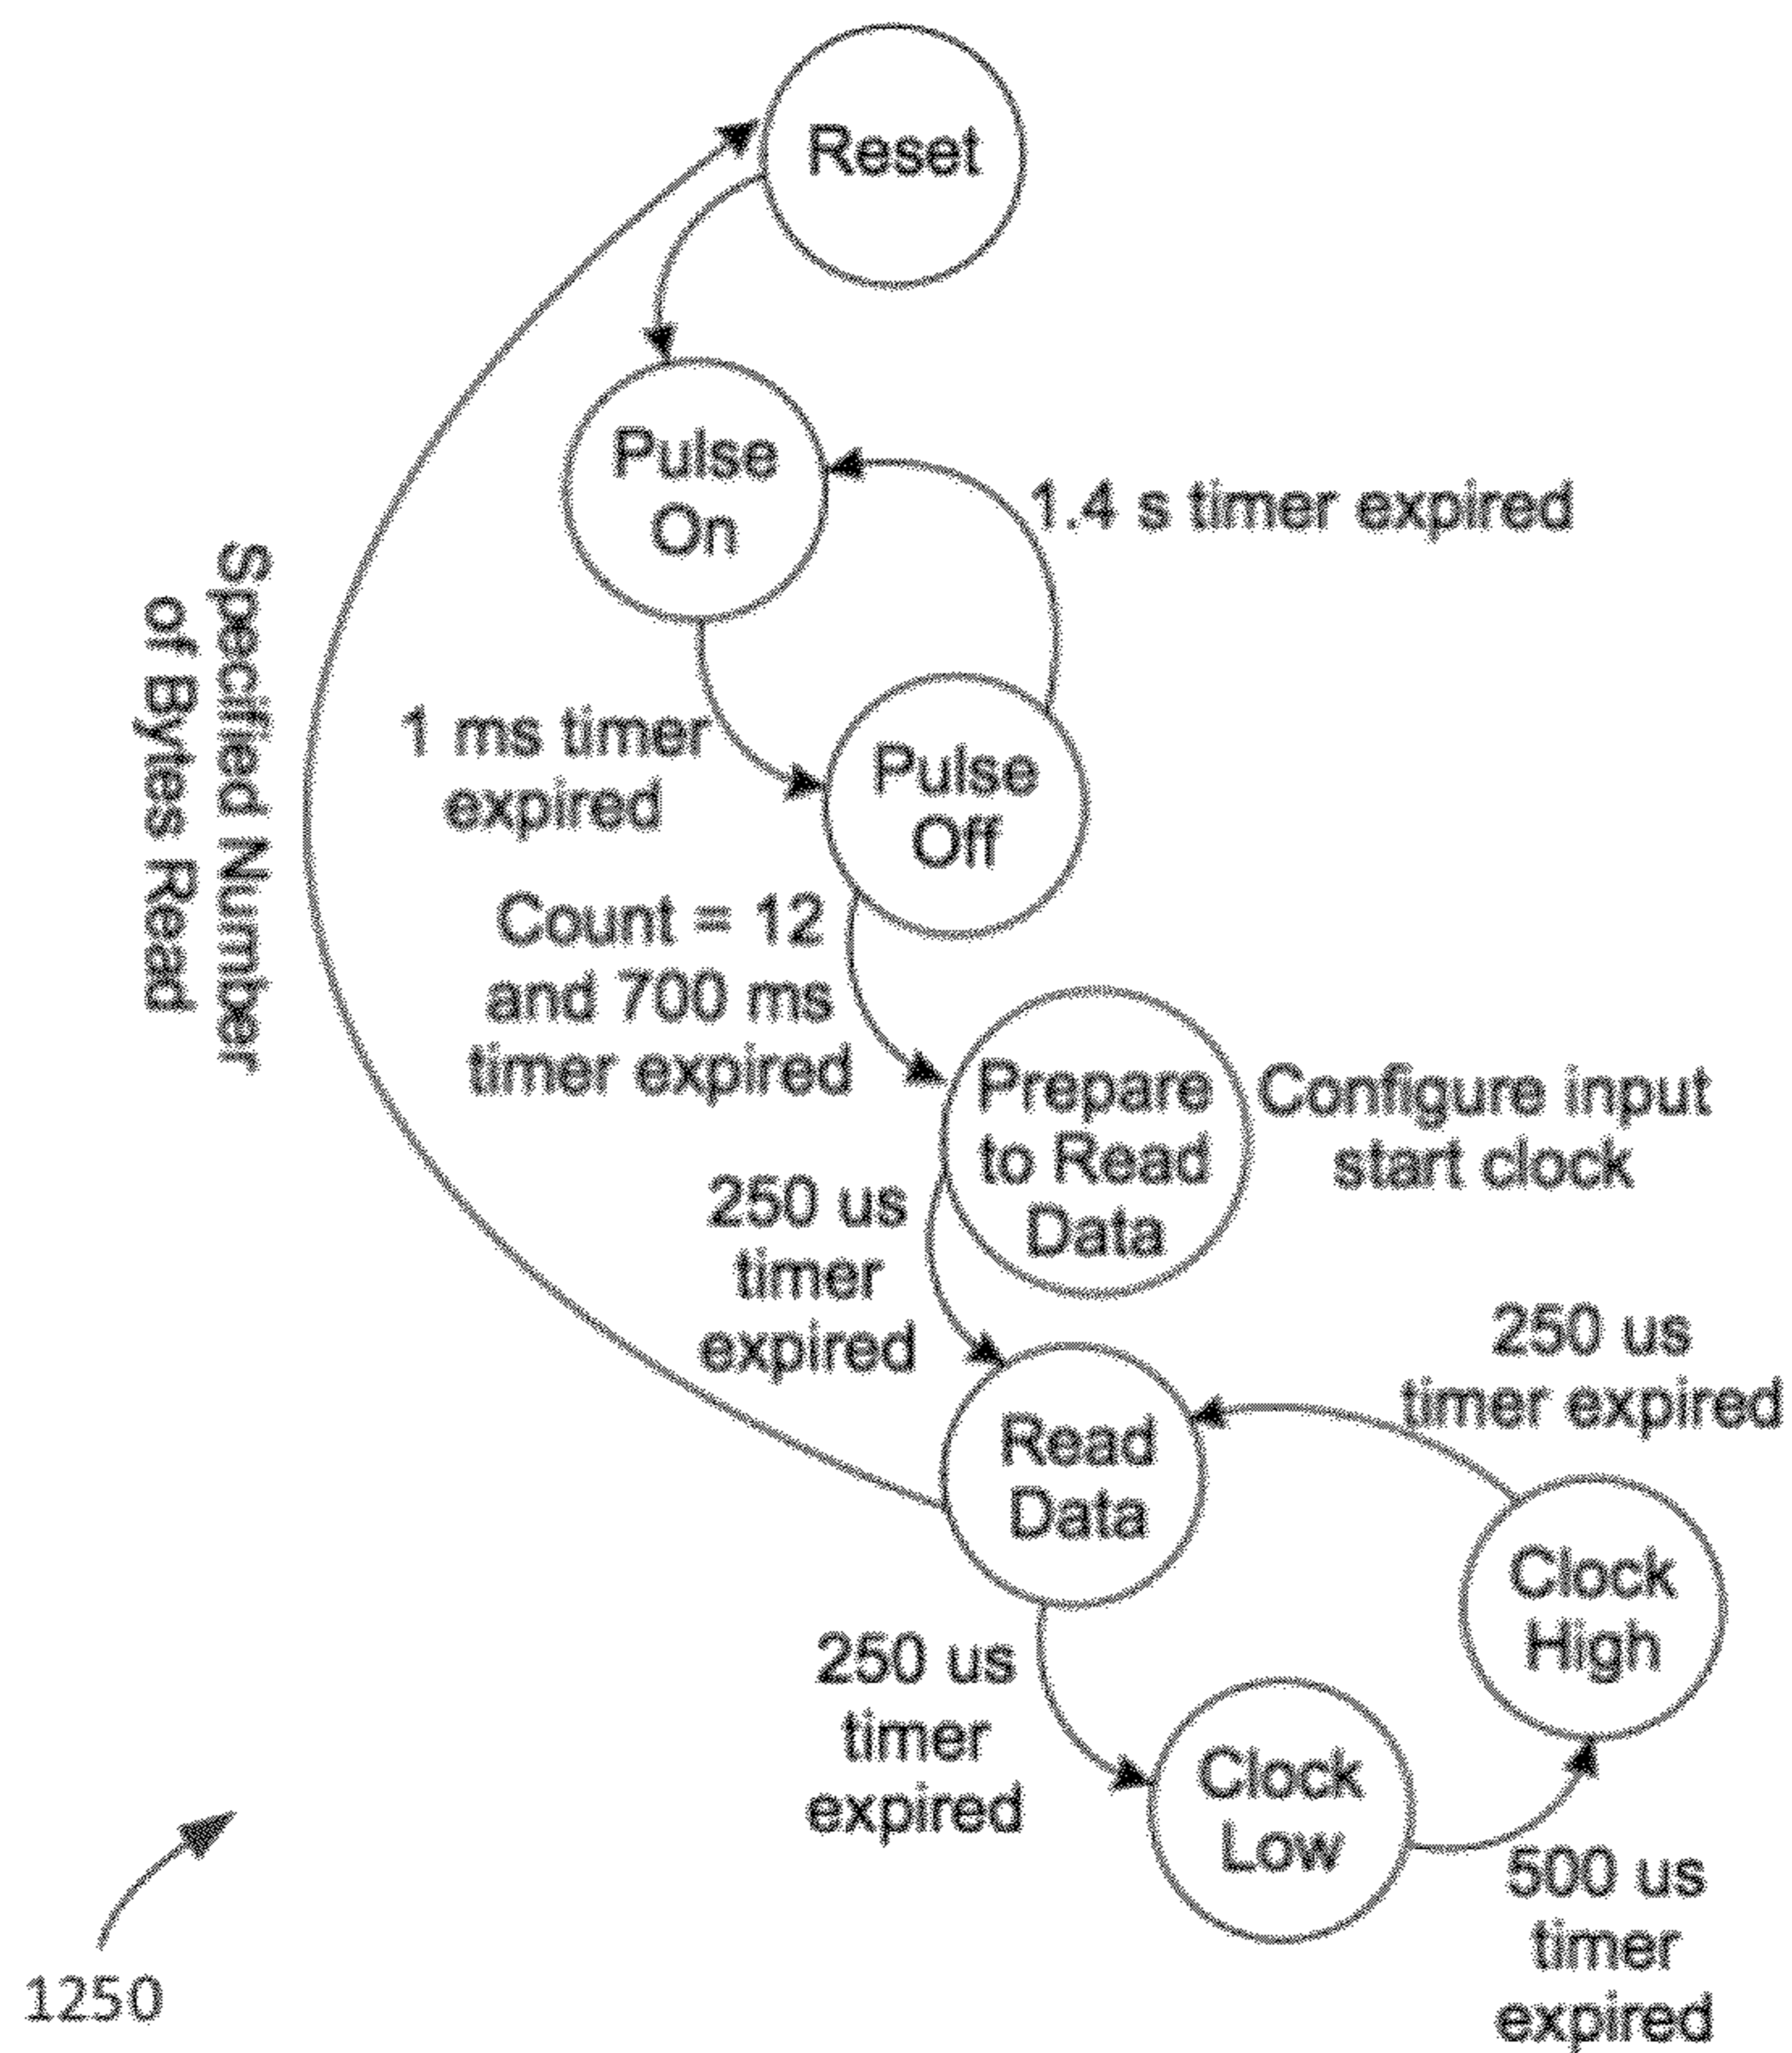 Reset
Pulse
On
1.4 s timer expired
Specified Number
of Bytes Read
1 ms timer
expired
Pulse
Off
Count = 12
and 700 ms
timer expired
Prepare
to Read
Data
Configure input
start clock
250 us
timer
expired
250 us
timer expired
Read
Data
Clock
High
250 us
timer
expired
Clock
Low
500 us
timer
expired
1250